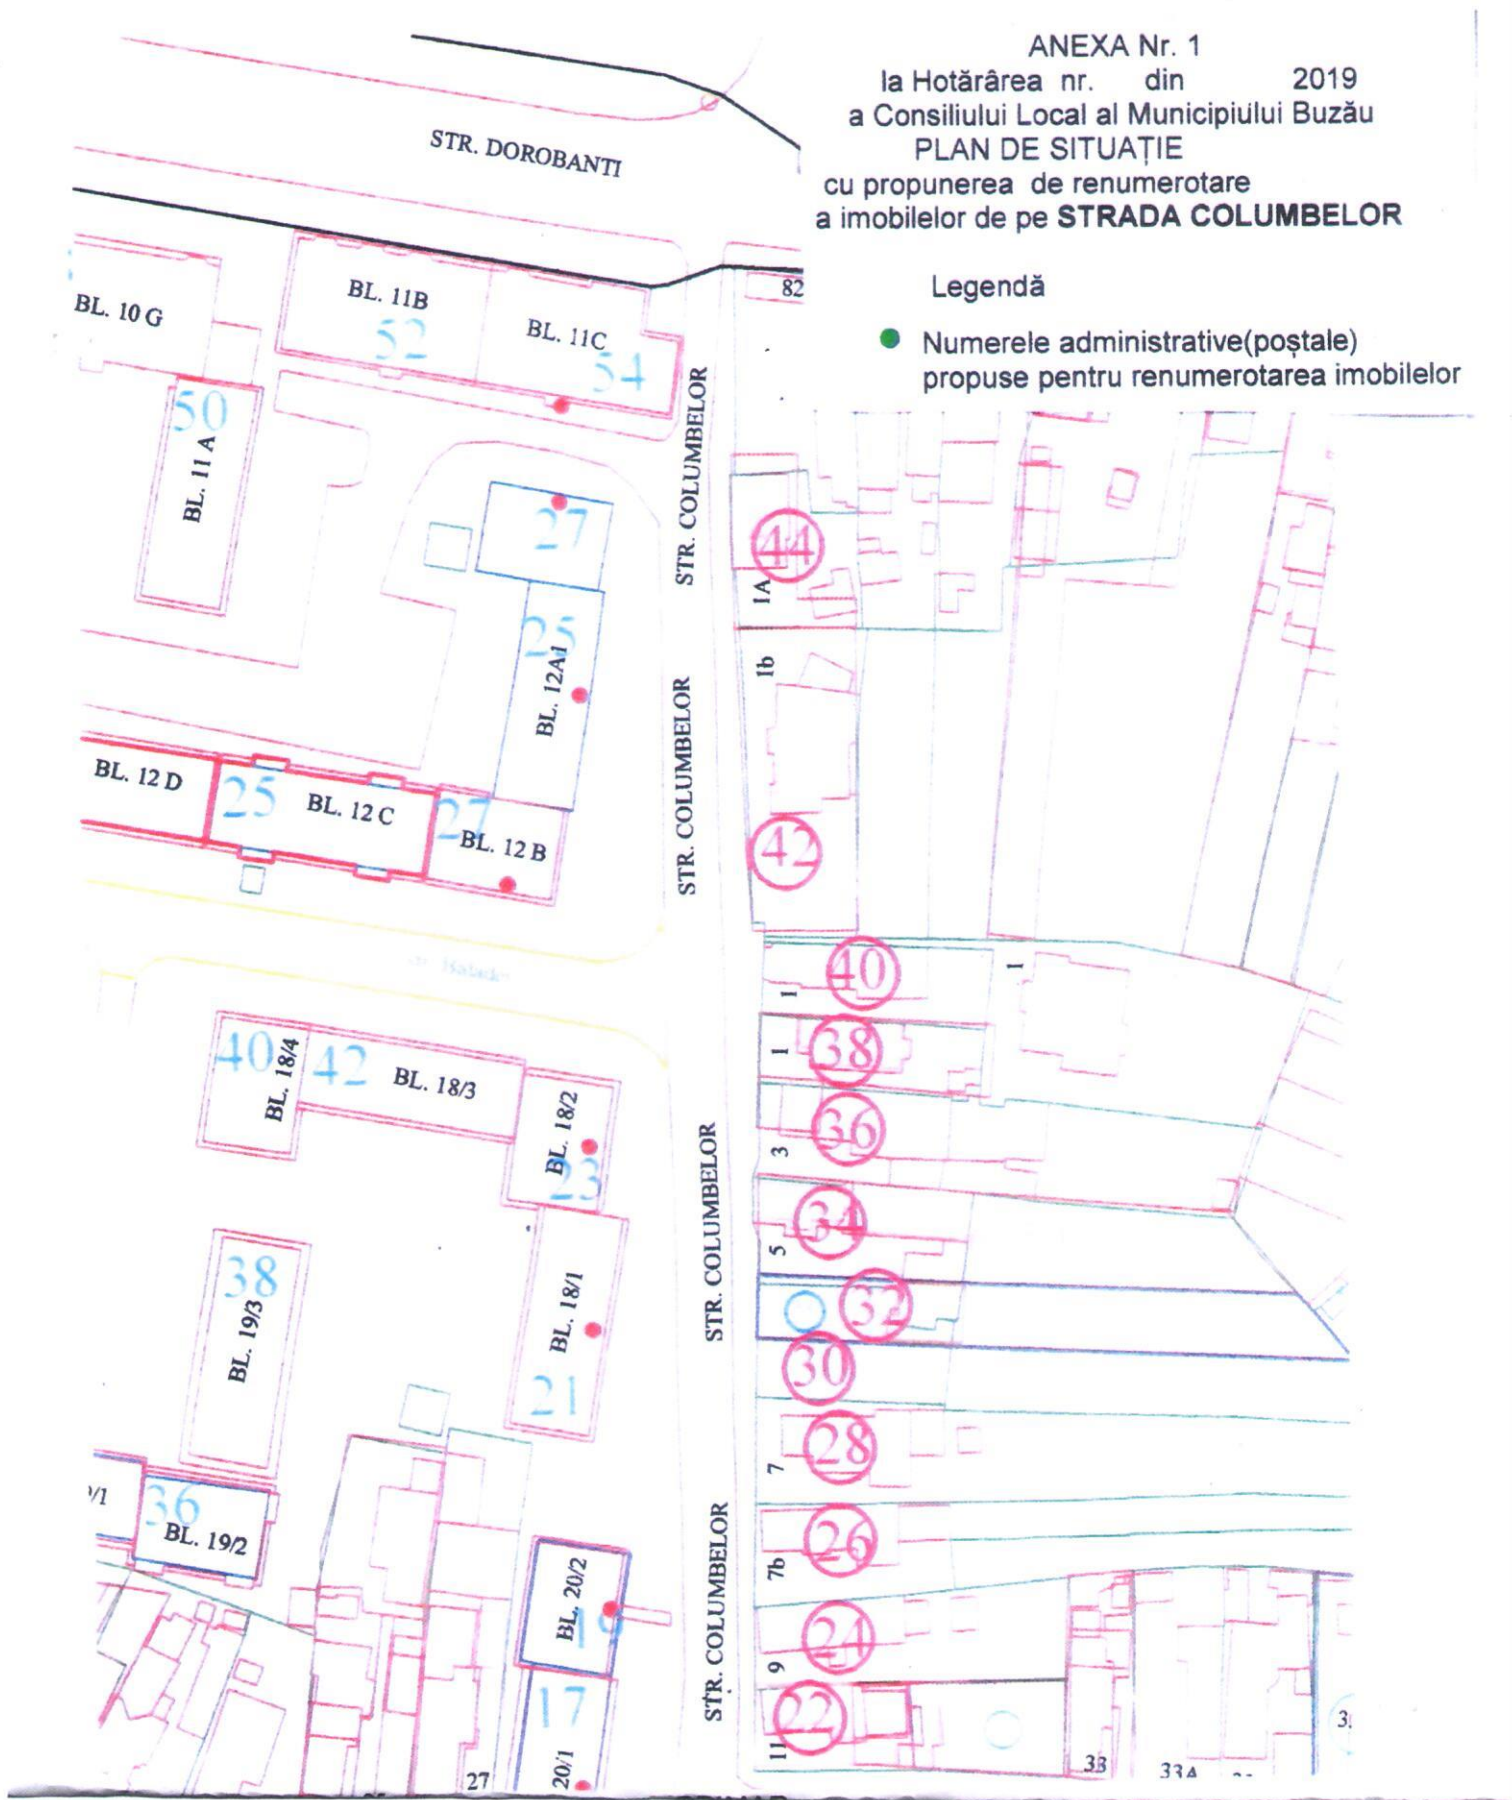 ANEXA Nr. 1
la Hotărârea nr. din 2019
a Consiliului Local al Municipiului Buzău
PLAN DE SITUAȚIE
cu propunerea de renumerotare
a imobilelor de pe STRADA COLUMBELOR
Legendă
Numerele administrative(poștale)
propuse pentru renumerotarea imobilelor
STR. DOROBANTI
BL. 10 G
BL. 11B
52
BL. 11C
54
82
50
BL. 11 A
STR. COLUMBELOR
27
44
1A
25
BL. 12A1
1b
STR. COLUMBELOR
BL. 12 D
25
BL. 12 C
27
BL. 12 B
42
40
1
1
40
BL. 18/4
42
BL. 18/3
BL. 18/2
23
38
1
36
3
STR. COLUMBELOR
34
5
38
BL. 19/3
BL. 18/1
21
32
30
28
7
/1
36
BL. 19/2
26
7b
STR. COLUMBELOR
BL. 20/2
19
24
9
17
20/1
22
11
27
33
33A